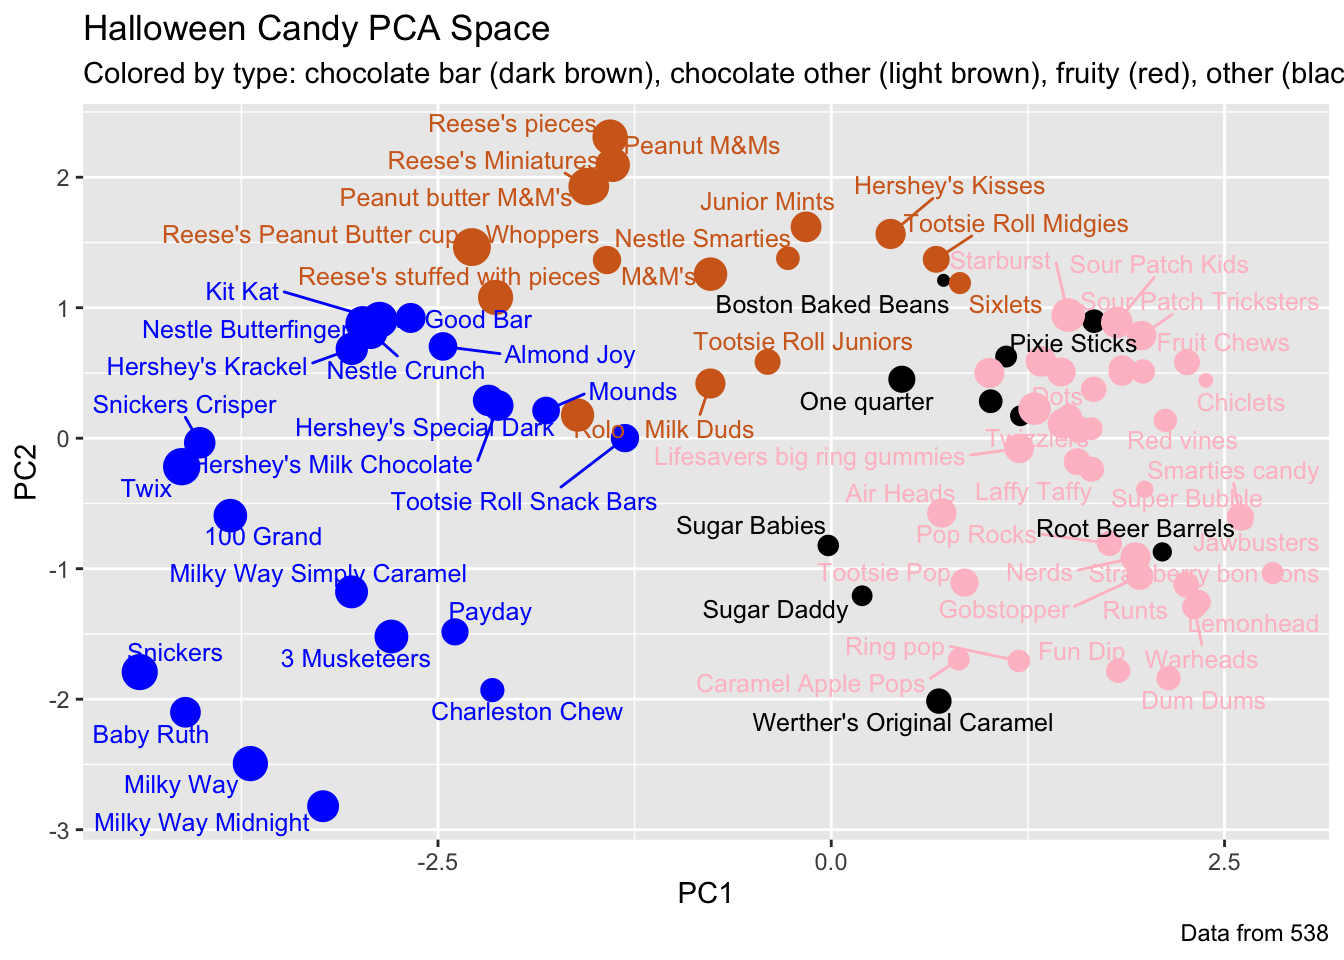 Halloween Candy PCA Space
Colored by type: chocolate bar (dark brown), chocolate other (light brown), fruity (red), other (blac
Reese's pieces
Peanut M&Ms
Reese's Miniatures
Peanut butter M&M's
Hershey's Kisses
Junior Mints
Tootsie Roll Midgies
Reese's Peanut Butter cup
Whoppers
Nestle Smarties
Starburst
Sour Patch Kids
Reese's stuffed with pieces
M&M's
Kit Kat
Boston Baked Beans
Sixlets
Sour Patch Tricksters
Good Bar
Nestle Butterfinger
Tootsie Roll Juniors
Pixie Sticks
Fruit Chews
Almond Joy
Hershey's Krackel
Nestle Crunch
Mounds
Dots
One quarter
Chiclets
Snickers Crisper
Hershey's Special Dark
Rolo
Milk Duds
Twizzlers
Red vines
Hershey's Milk Chocolate
Lifesavers big ring gummies
Smarties candy
Twix
Tootsie Roll Snack Bars
Air Heads
Laffy Taffy
Super Bubble
100 Grand
Sugar Babies
Pop Rocks
Root Beer Barrels
Jawbusters
Milky Way Simply Caramel
Tootsie Pop
Nerds
Strawberry bon bons
Payday
Sugar Daddy
Gobstopper
Runts
Lemonhead
Snickers
3 Musketeers
Ring pop
Fun Dip
Warheads
Caramel Apple Pops
Dum Dums
Baby Ruth
Charleston Chew
Werther's Original Caramel
Milky Way
Milky Way Midnight
2
1
0
-1
-2
-3
PC2
-2.5
0.0
2.5
PC1
Data from 538